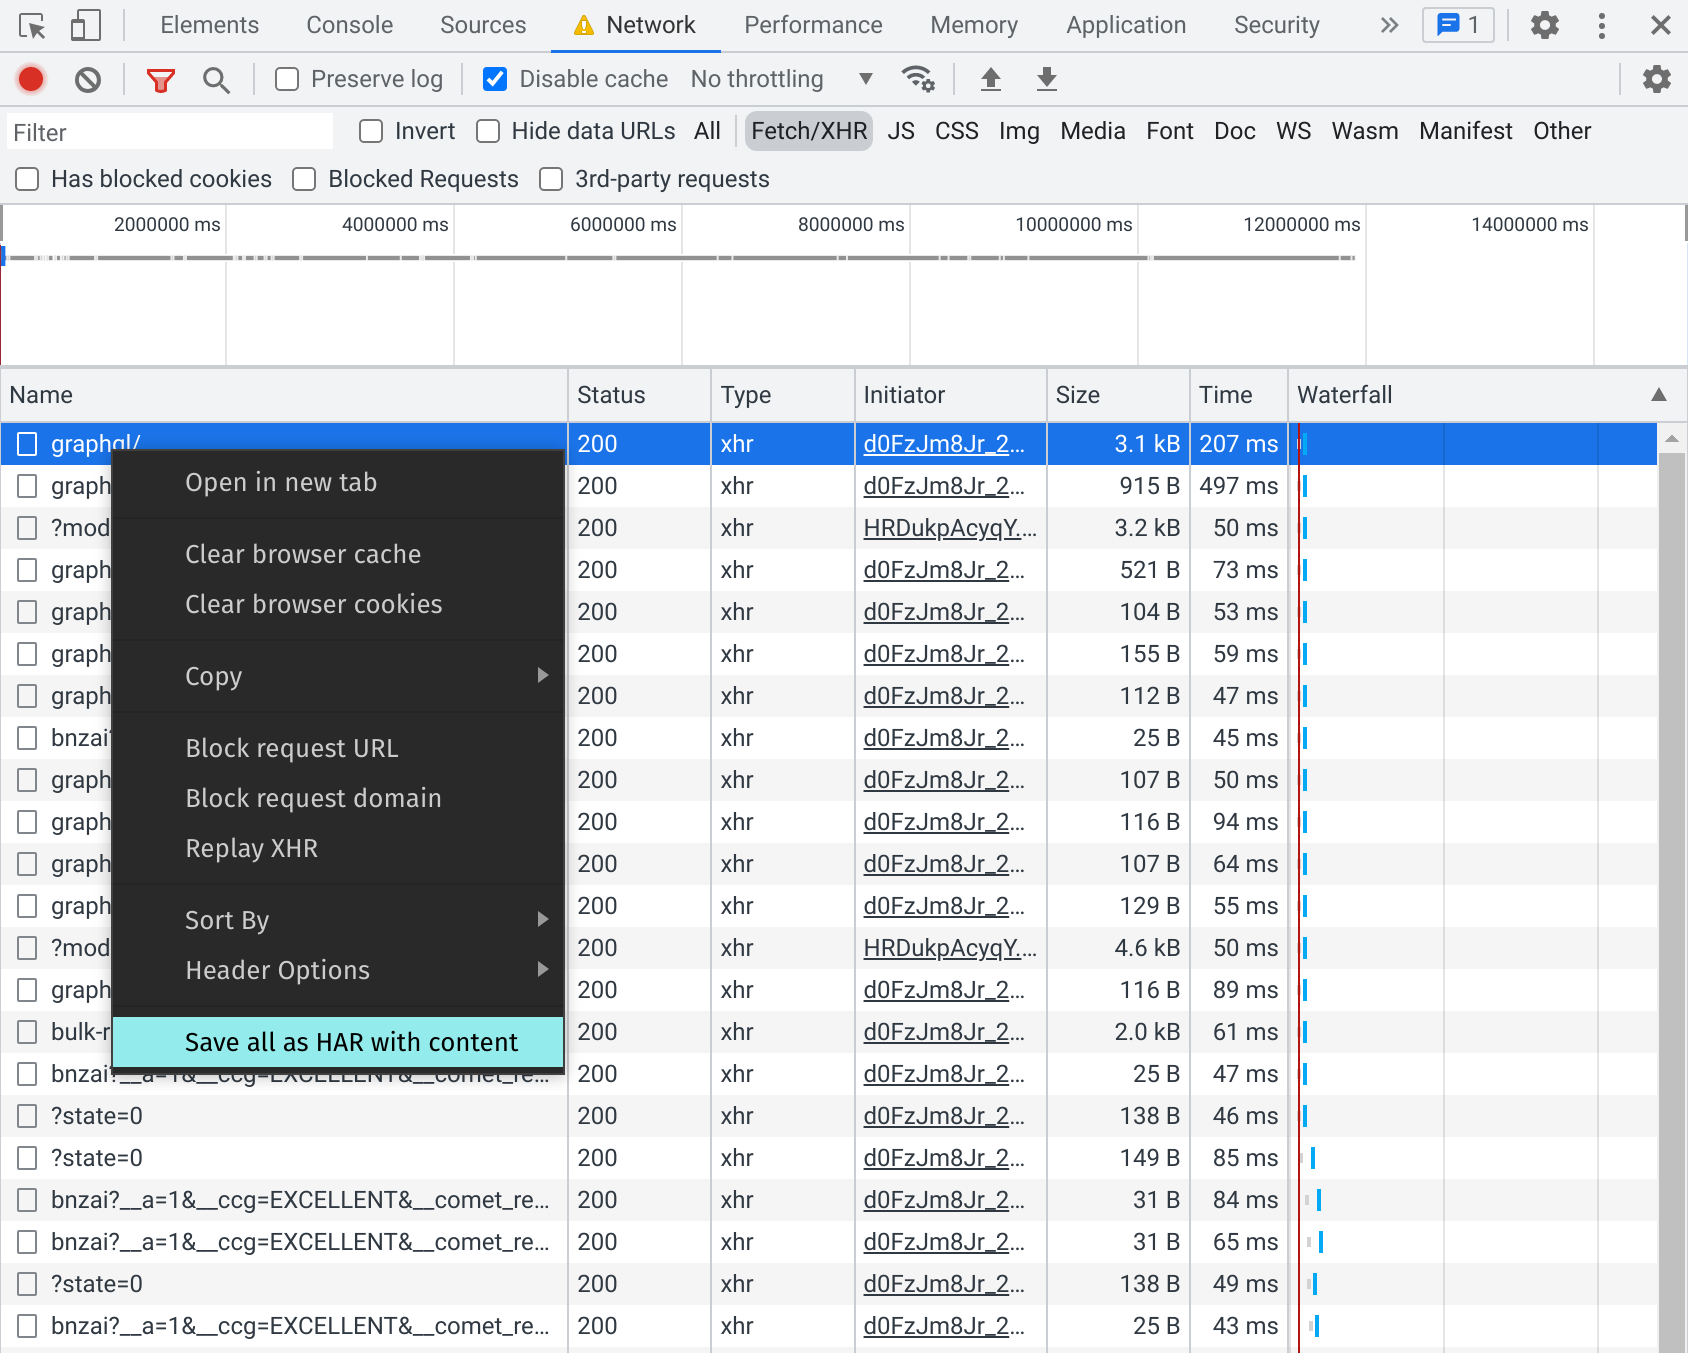 Elements Console Sources Network Performance Memory Application Security » 1
Preserve log Disable cache No throttling
Filter Invert Hide data URLs All Fetch/XHR JS CSS Img Media Font Doc WS Wasm Manifest Other
Has blocked cookies Blocked Requests 3rd-party requests
2000000 ms 4000000 ms 6000000 ms 8000000 ms 10000000 ms 12000000 ms 14000000 ms
Name Status Type Initiator Size Time Waterfall
graphql/ 200 xhr d0FzJm8Jr_2... 3.1 kB 207 ms
graph 200 xhr d0FzJm8Jr_2... 915 B 497 ms
?mod 200 xhr HRDukpAcyqY.... 3.2 kB 50 ms
graph 200 xhr d0FzJm8Jr_2... 521 B 73 ms
graph 200 xhr d0FzJm8Jr_2... 104 B 53 ms
graph 200 xhr d0FzJm8Jr_2... 155 B 59 ms
graph 200 xhr d0FzJm8Jr_2... 112 B 47 ms
bnzai? 200 xhr d0FzJm8Jr_2... 25 B 45 ms
graph 200 xhr d0FzJm8Jr_2... 107 B 50 ms
graph 200 xhr d0FzJm8Jr_2... 116 B 94 ms
graph 200 xhr d0FzJm8Jr_2... 107 B 64 ms
graph 200 xhr d0FzJm8Jr_2... 129 B 55 ms
?mod 200 xhr HRDukpAcyqY.... 4.6 kB 50 ms
graph 200 xhr d0FzJm8Jr_2... 116 B 89 ms
bulk-r 200 xhr d0FzJm8Jr_2... 2.0 kB 61 ms
bnzai?__a=1&__ccg=EXCELLENT&__comet_re... 200 xhr d0FzJm8Jr_2... 25 B 47 ms
?state=0 200 xhr d0FzJm8Jr_2... 138 B 46 ms
?state=0 200 xhr d0FzJm8Jr_2... 149 B 85 ms
bnzai?__a=1&__ccg=EXCELLENT&__comet_re... 200 xhr d0FzJm8Jr_2... 31 B 84 ms
bnzai?__a=1&__ccg=EXCELLENT&__comet_re... 200 xhr d0FzJm8Jr_2... 31 B 65 ms
?state=0 200 xhr d0FzJm8Jr_2... 138 B 49 ms
bnzai?__a=1&__ccg=EXCELLENT&__comet_re... 200 xhr d0FzJm8Jr_2... 25 B 43 ms
Open in new tab
Clear browser cache
Clear browser cookies
Copy
Block request URL
Block request domain
Replay XHR
Sort By
Header Options
Save all as HAR with content